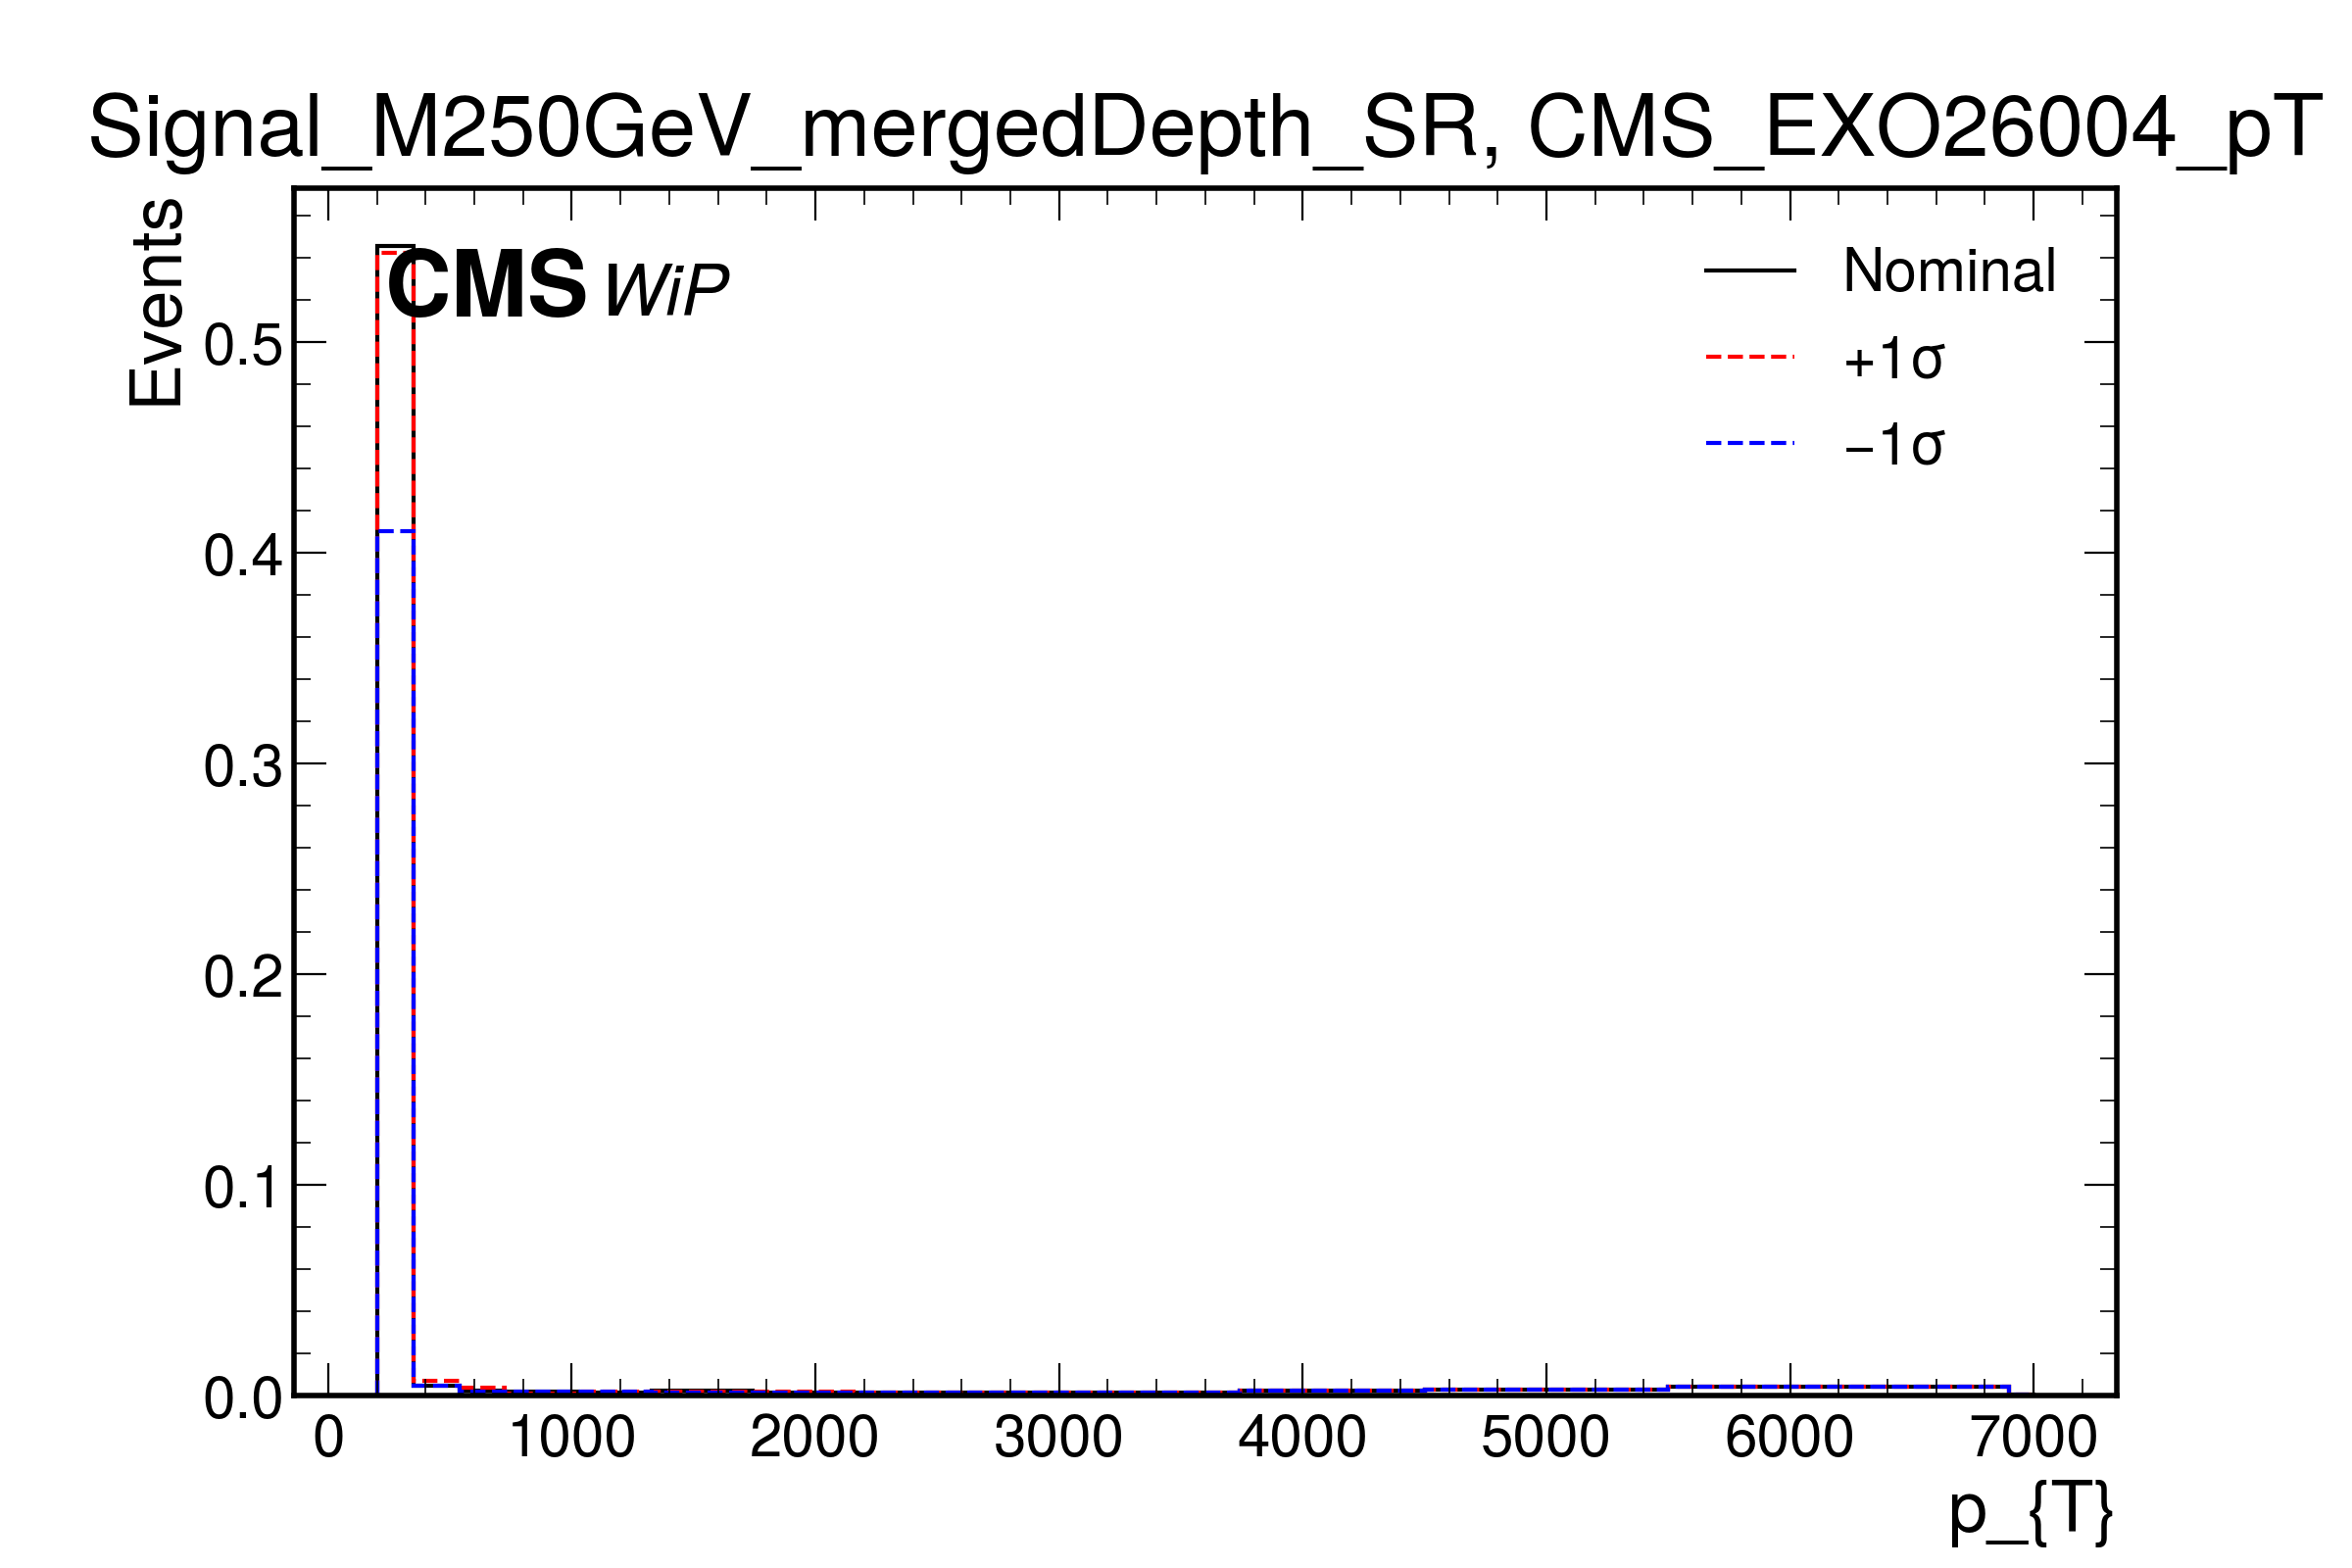 Signal_M250GeV_mergedDepth_SR, CMS_EXO26004_pT
Events
CMS WiP
Nominal
+1σ
−1σ
0.5
0.4
0.3
0.2
0.1
0.0
0 1000 2000 3000 4000 5000 6000 7000
p_{T}